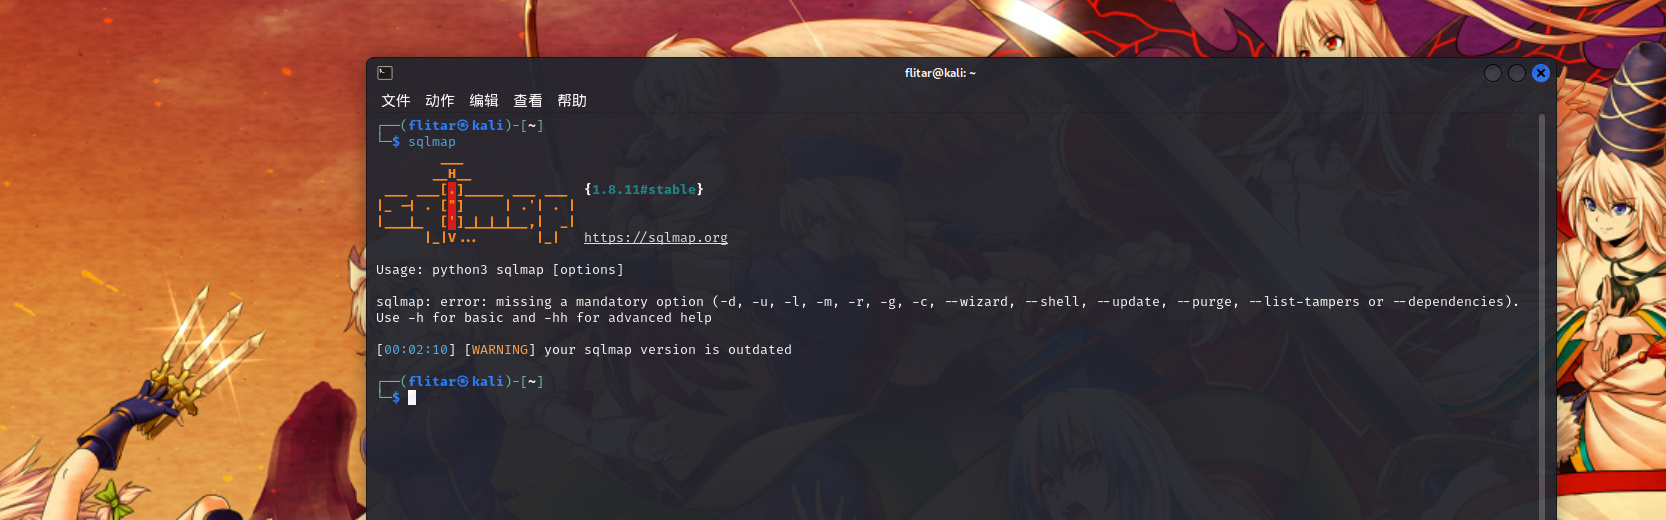 flitar@kali: ~
文件 动作 编辑 查看 帮助
┌──(flitar㉿kali)-[~]
└─$ sqlmap
        ___
       __H__
 ___ ___[.]_____ ___ ___  {1.8.11#stable}
|_ -| . ["]     | .'| . |
|___|_  [']_|_|_|__,|  _|
      |_|V...       |_|   https://sqlmap.org
Usage: python3 sqlmap [options]
sqlmap: error: missing a mandatory option (-d, -u, -l, -m, -r, -g, -c, --wizard, --shell, --update, --purge, --list-tampers or --dependencies).
Use -h for basic and -hh for advanced help
[00:02:10] [WARNING] your sqlmap version is outdated
┌──(flitar㉿kali)-[~]
└─$